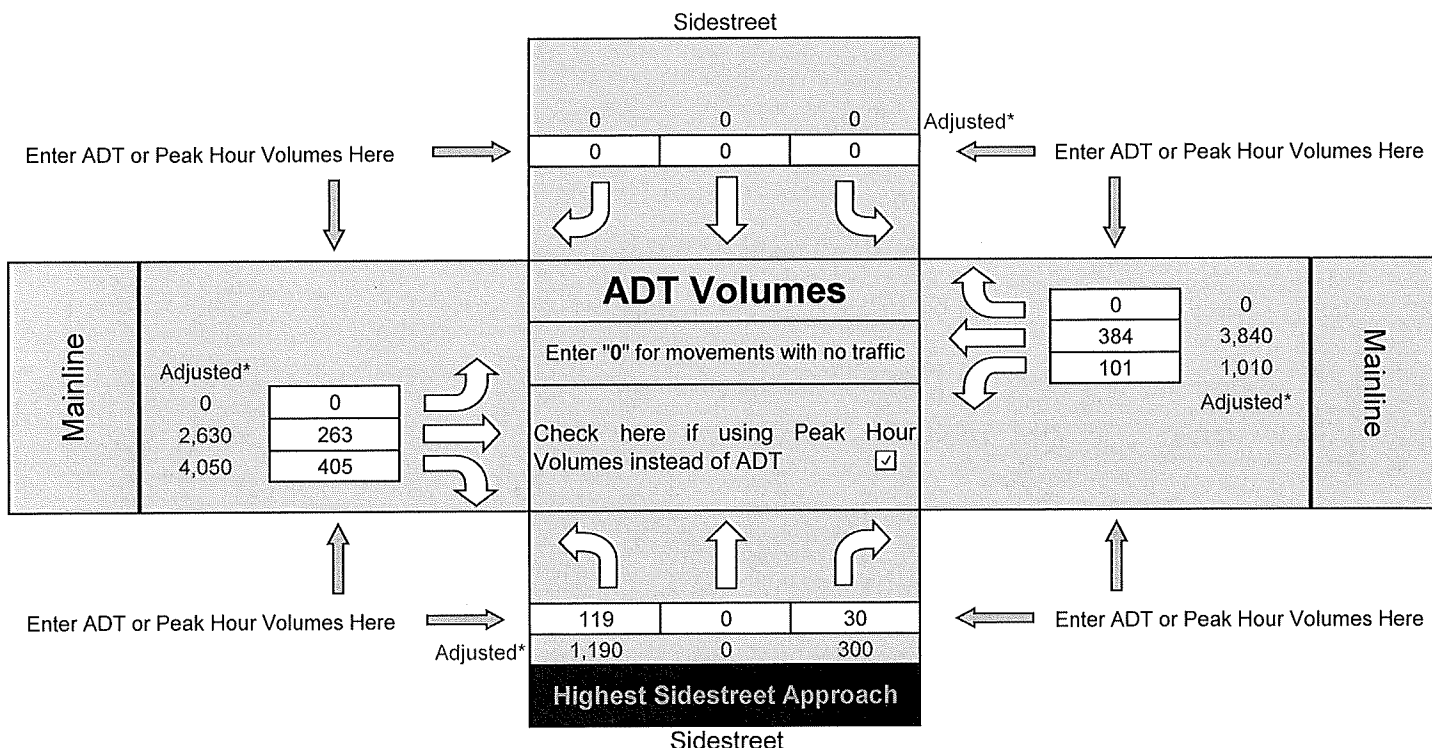 Sidestreet
0 0 0
Adjusted*
0 0 0
Enter ADT or Peak Hour Volumes Here
Enter ADT or Peak Hour Volumes Here
Mainline
Adjusted*
0 0
2,630 263
4,050 405
ADT Volumes
Enter "0" for movements with no traffic
Check here if using Peak Hour
Volumes instead of ADT
0 0
384 3,840
101 1,010
Adjusted*
Mainline
Enter ADT or Peak Hour Volumes Here
119 0 30
Enter ADT or Peak Hour Volumes Here
Adjusted*
1,190 0 300
Highest Sidestreet Approach
Sidestreet